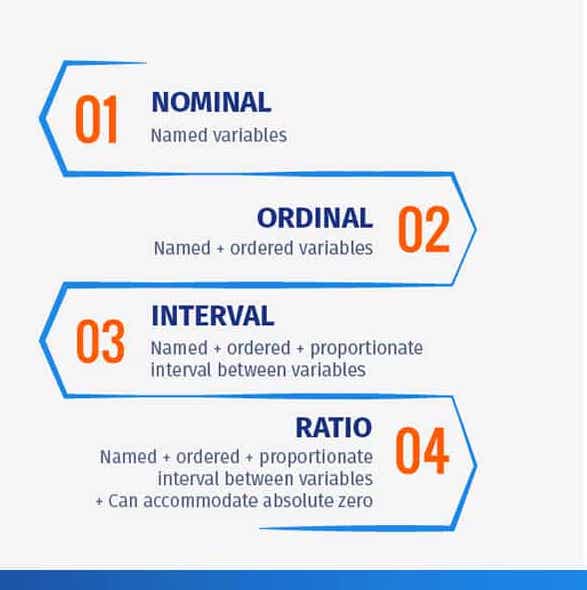 01
NOMINAL
Named variables
ORDINAL
02
Named + ordered variables
03
INTERVAL
Named + ordered + proportionate
interval between variables
RATIO
04
Named + ordered + proportionate
interval between variables
+ Can accommodate absolute zero